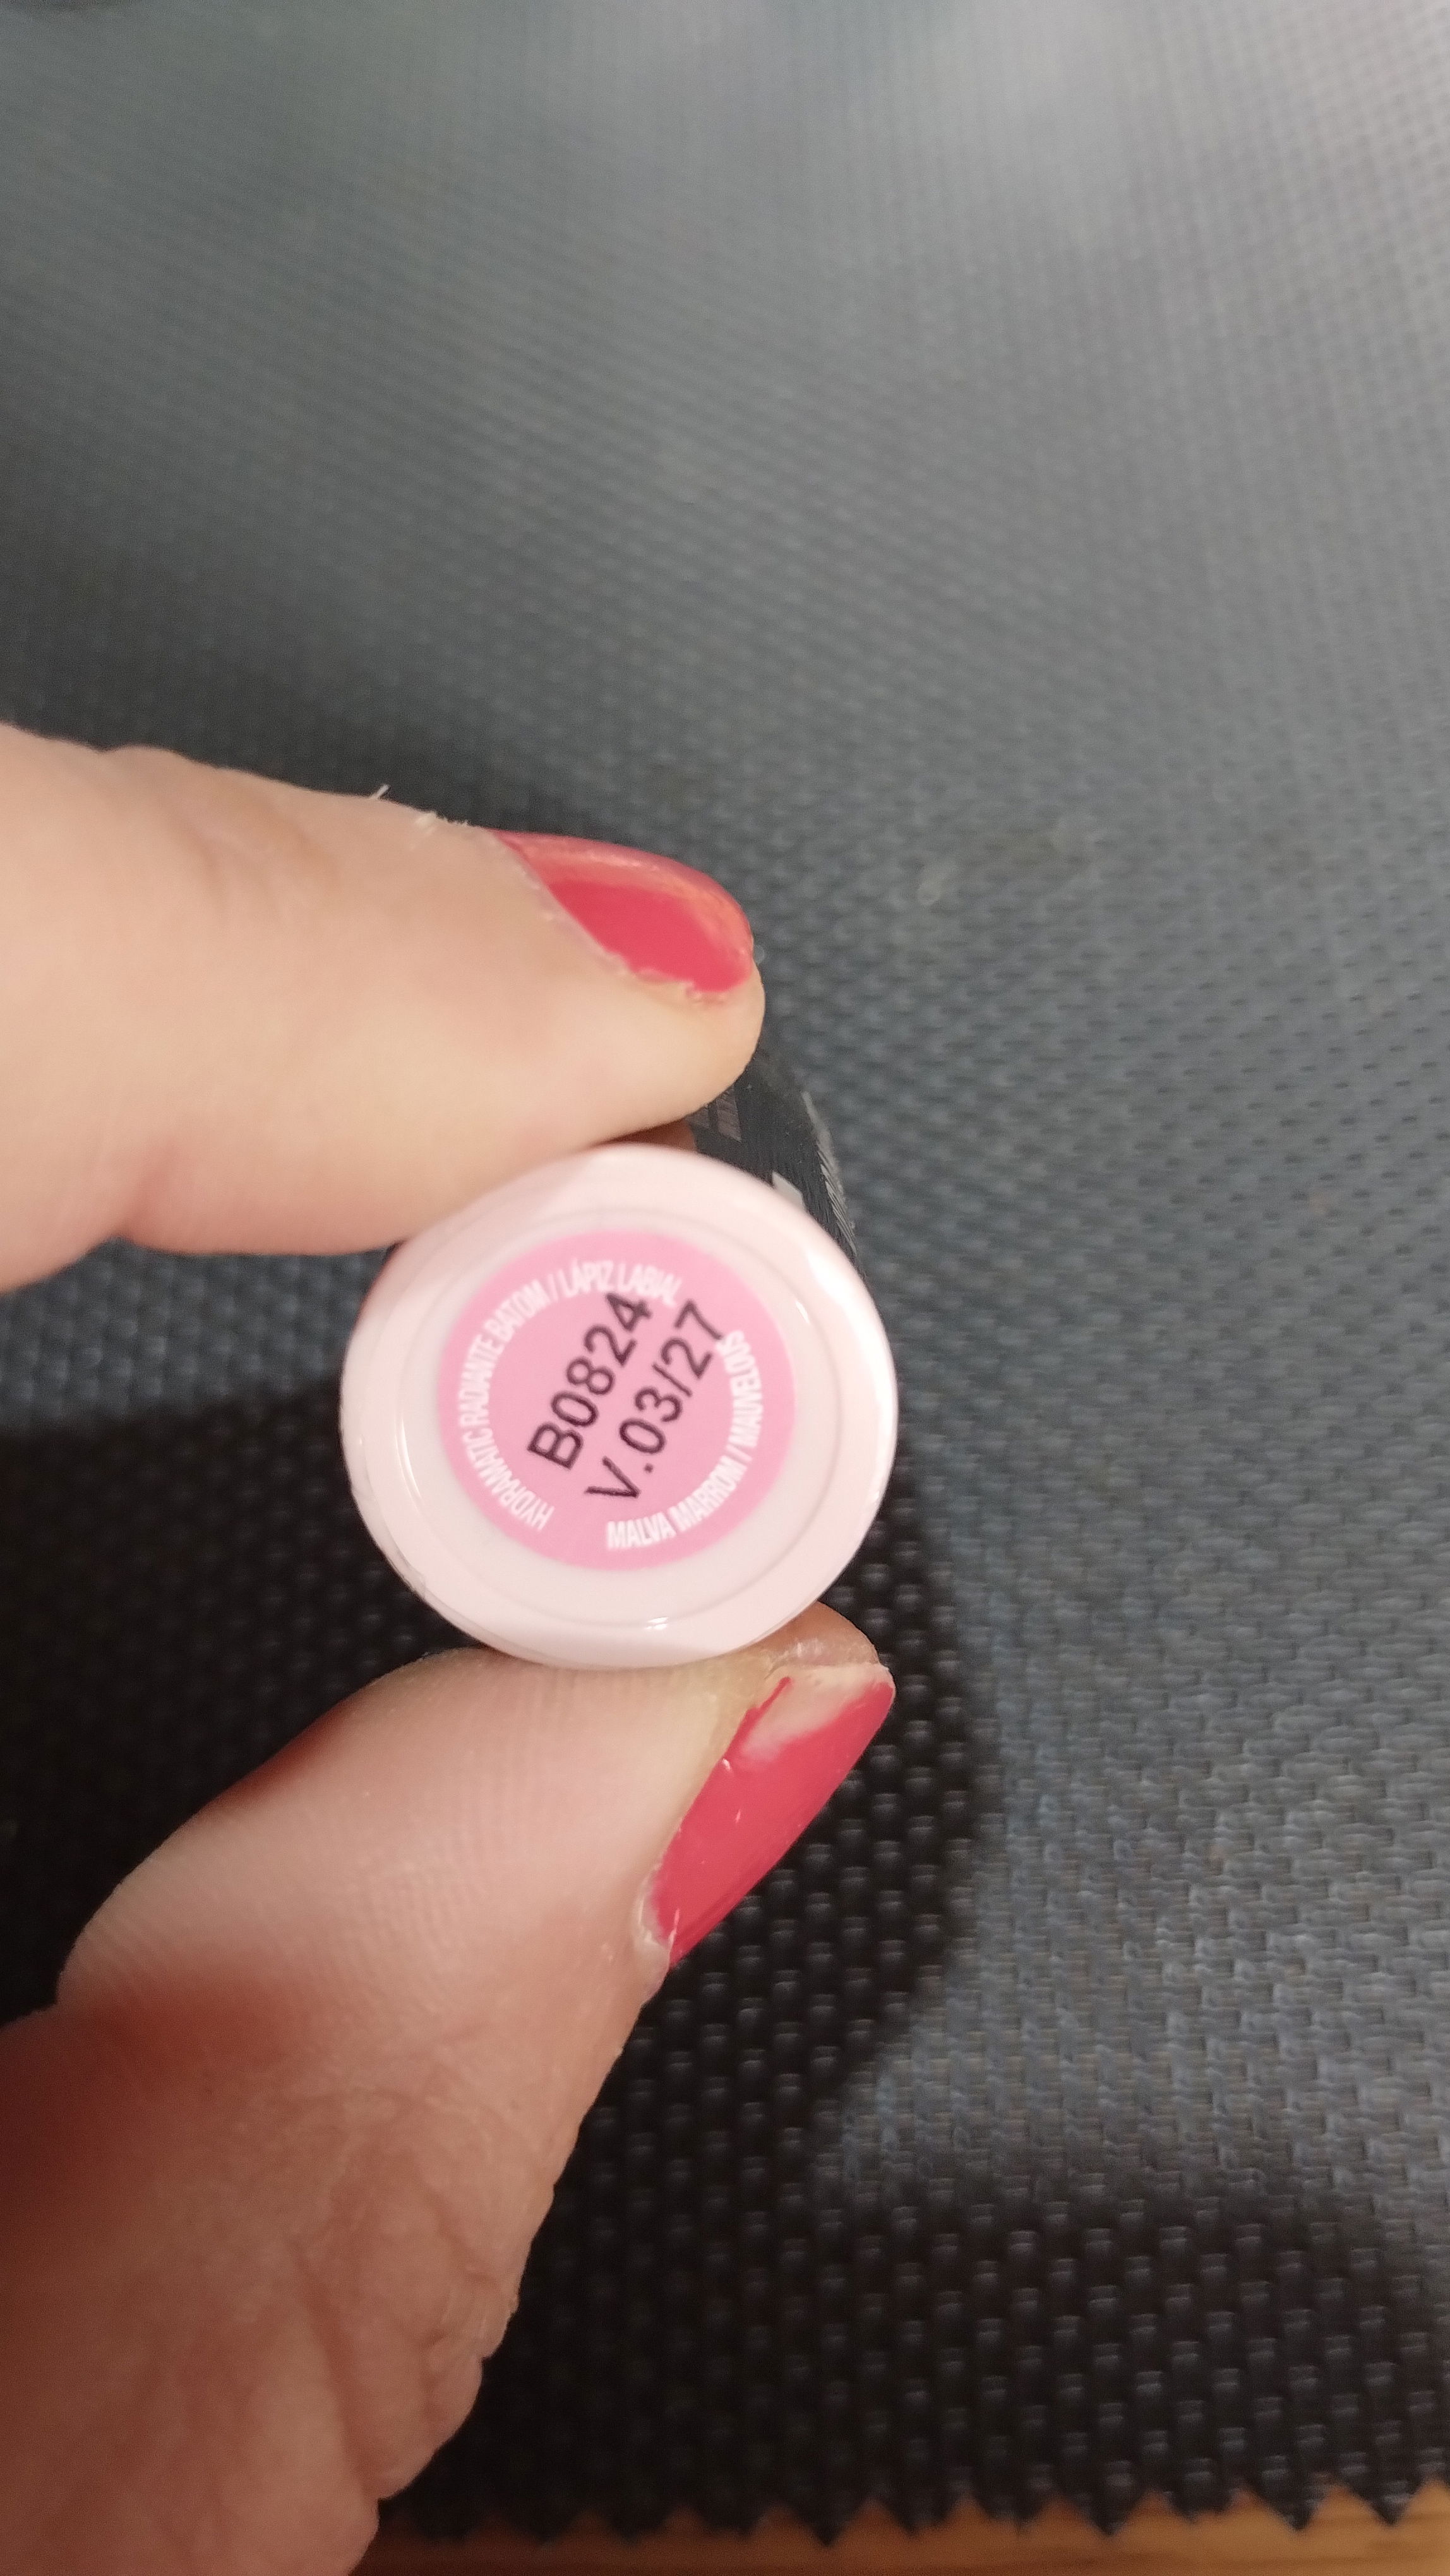 HYDRAMATIC RADIANTE BATOM / LÁPIZ LABIAL
B0824
V.03/27
MALVA MARROM / MAUVELOUS